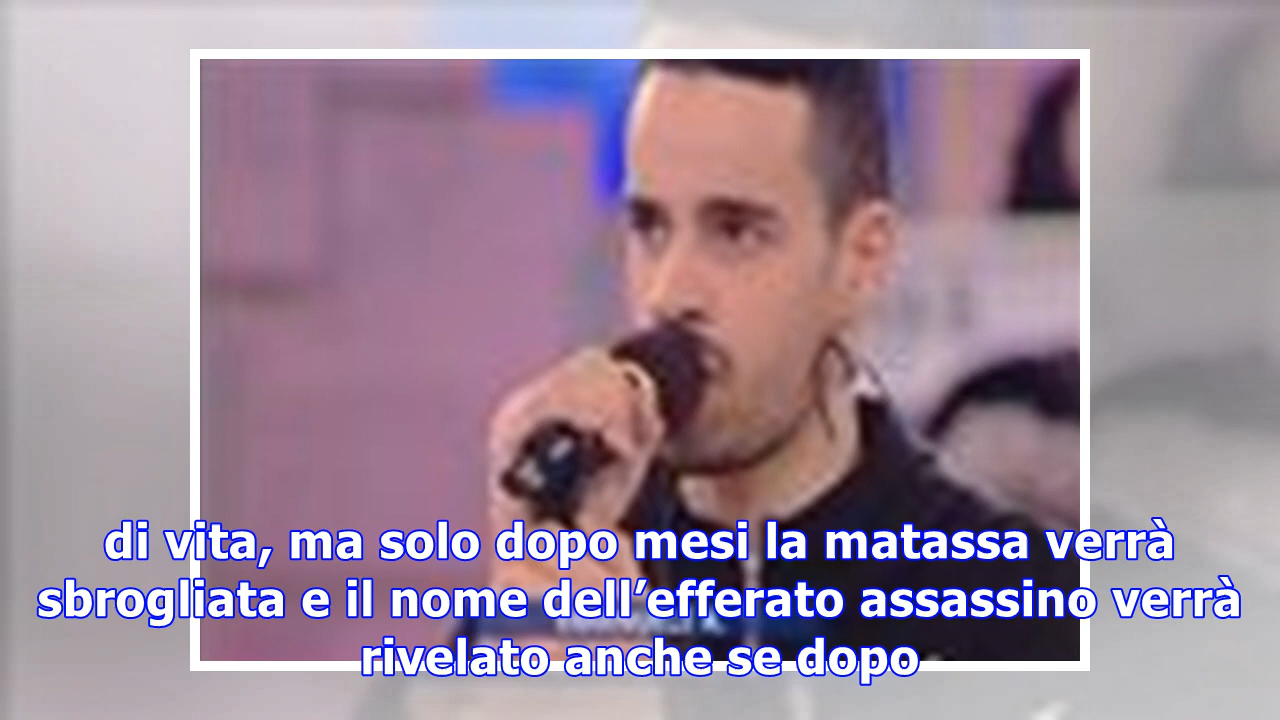 di vita, ma solo dopo mesi la matassa verrà
sbrogliata e il nome dell’efferato assassino verrà
rivelato anche se dopo